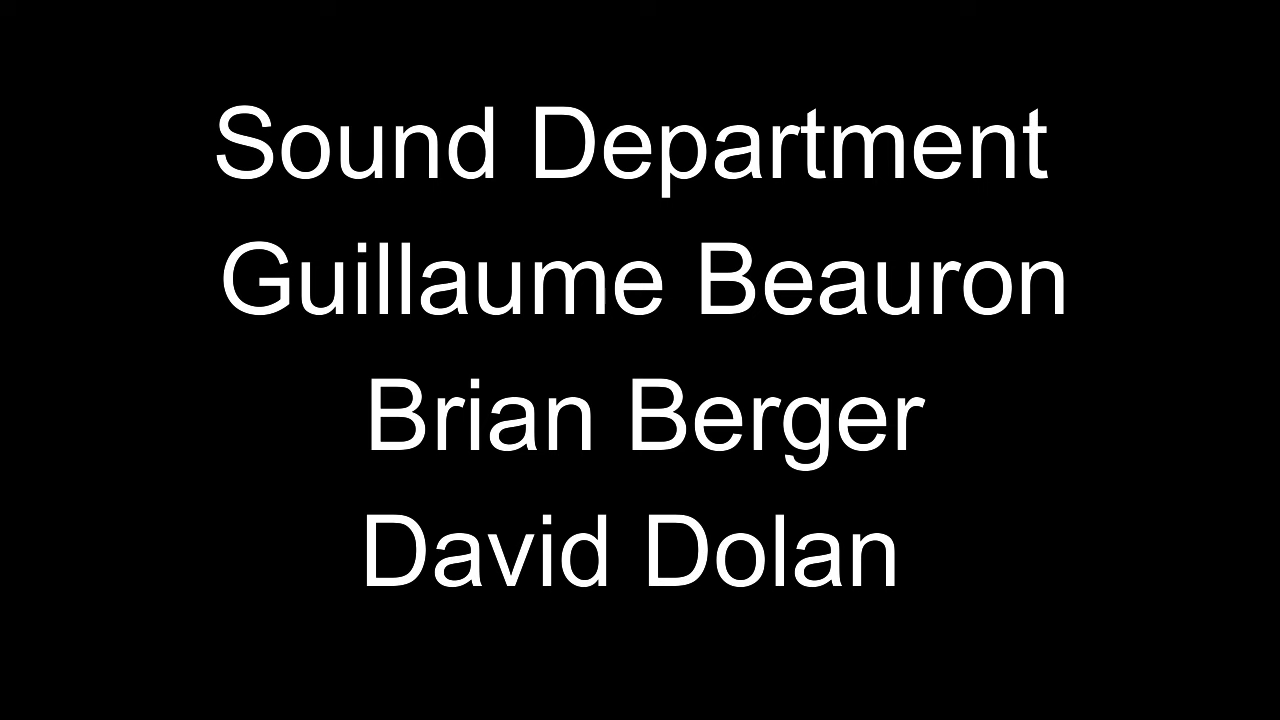 Sound Department
Guillaume Beauron
Brian Berger
David Dolan